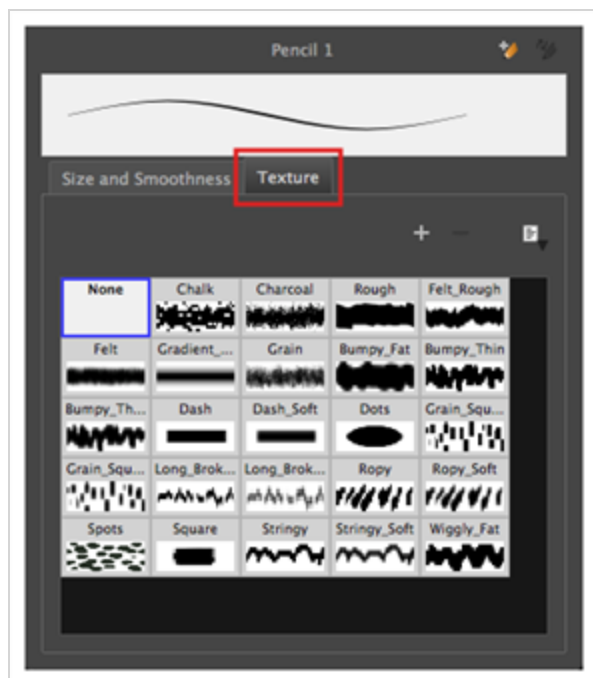 Pencil 1
Size and Smoothness Texture
None Chalk Charcoal Rough Felt_Rough
Felt Gradient_... Grain Bumpy_Fat Bumpy_Thin
Bumpy_Th... Dash Dash_Soft Dots Grain_Squ...
Grain_Squ... Long_Brok... Long_Brok... Ropy Ropy_Soft
Spots Square Stringy Stringy_Soft Wiggly_Fat